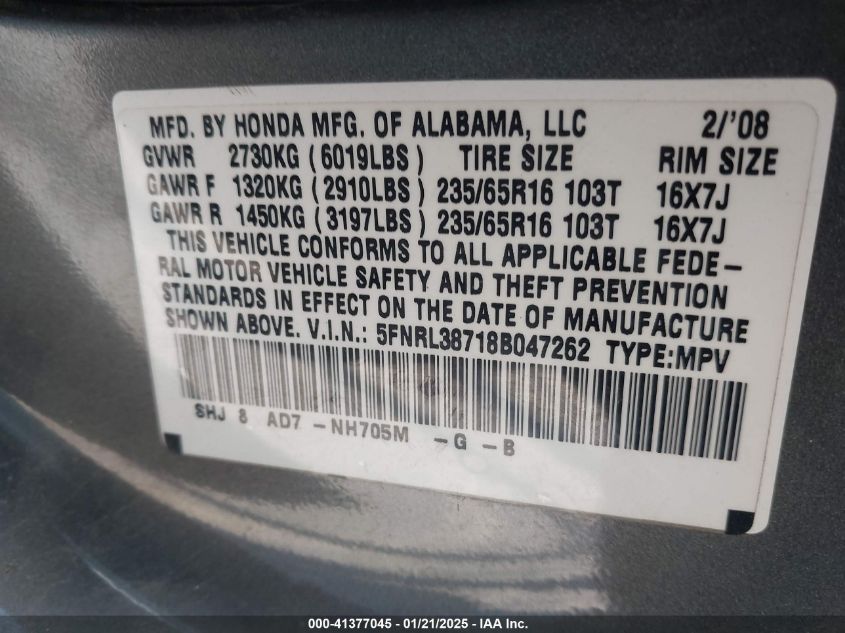 MFD. BY HONDA MFG. OF ALABAMA, LLC 2/'08
GVWR 2730KG (6019LBS) TIRE SIZE RIM SIZE
GAWR F 1320KG (2910LBS) 235/65R16 103T 16X7J
GAWR R 1450KG (3197LBS) 235/65R16 103T 16X7J
THIS VEHICLE CONFORMS TO ALL APPLICABLE FEDE–
RAL MOTOR VEHICLE SAFETY AND THEFT PREVENTION
STANDARDS IN EFFECT ON THE DATE OF MANUFACTURE
SHOWN ABOVE. V.I.N.: 5FNRL38718B047262 TYPE:MPV
SHJ 8 AD7 -NH705M -G -B
000-41377045 - 01/21/2025 - IAA Inc.